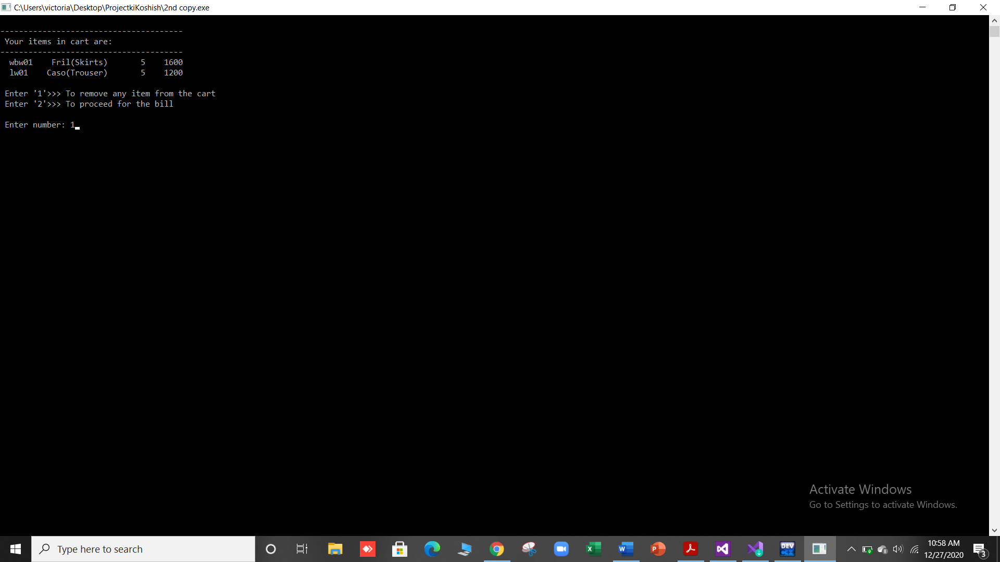 C:\Users\victoria\Desktop\ProjectkiKoshish\2nd copy.exe
---------------------------------------
Your items in cart are:
---------------------------------------
wbw01    Fril(Skirts)       5    1600
lw01    Caso(Trouser)       5    1200
Enter '1'>>> To remove any item from the cart
Enter '2'>>> To proceed for the bill
Enter number: 1
Activate Windows
Go to Settings to activate Windows.
Type here to search
DEV
10:58 AM
12/27/2020
3